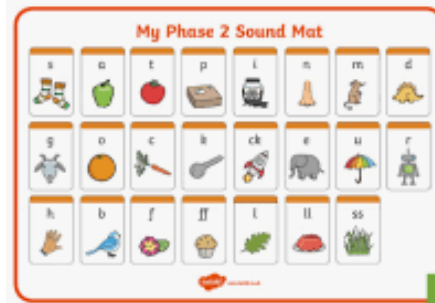 My Phase 2 Sound Mat
s a t p i n m d
g o c k ck e u r
h b f ff l ll ss